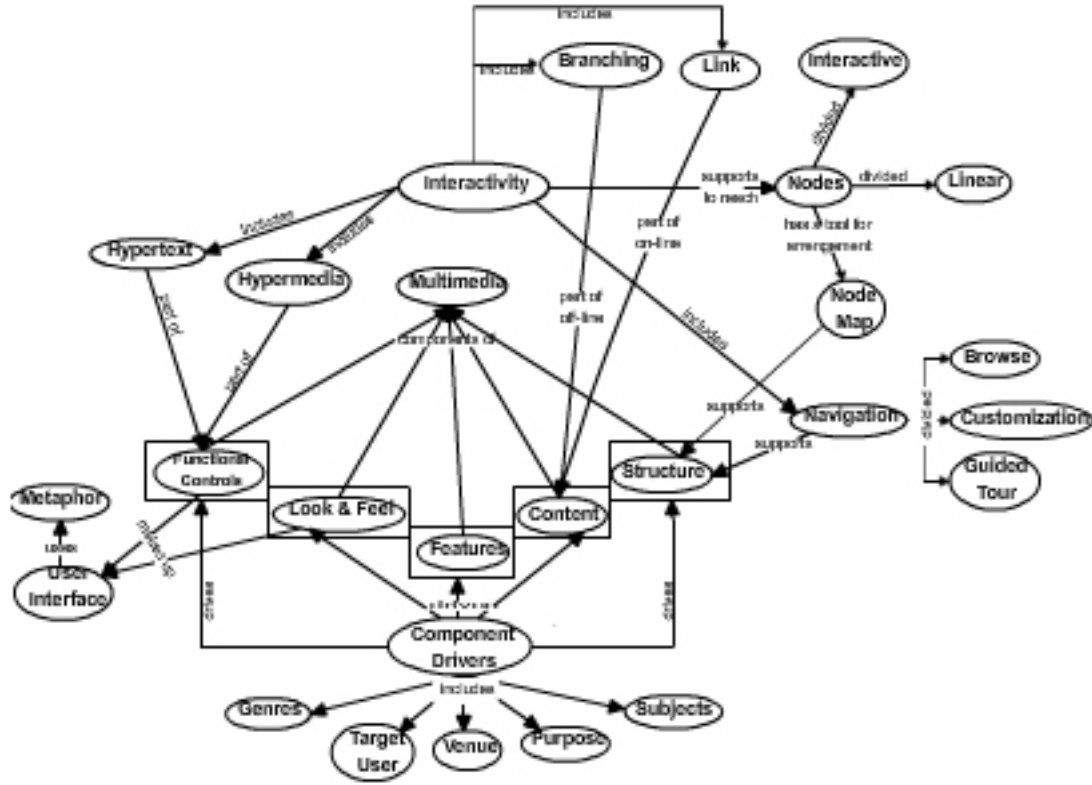 includes
Branching
includes
Link
Interactive
divided
Interactivity
supports
to reach
Nodes
divided
Linear
includes
Hypertext
includes
Hypermedia
Multimedia
part of
on-line
has a tool for
arrangement
Node
Map
part of
part of
part of
off-line
components of
includes
supports
Navigation
supports
divided
Browse
Customization
Guided
Tour
Functional
Controls
Structure
Metaphor
Look & Feel
Content
Features
uses
User
Interface
drives
drives
Component
Drivers
includes
Genres
Subjects
Target
User
Venue
Purpose